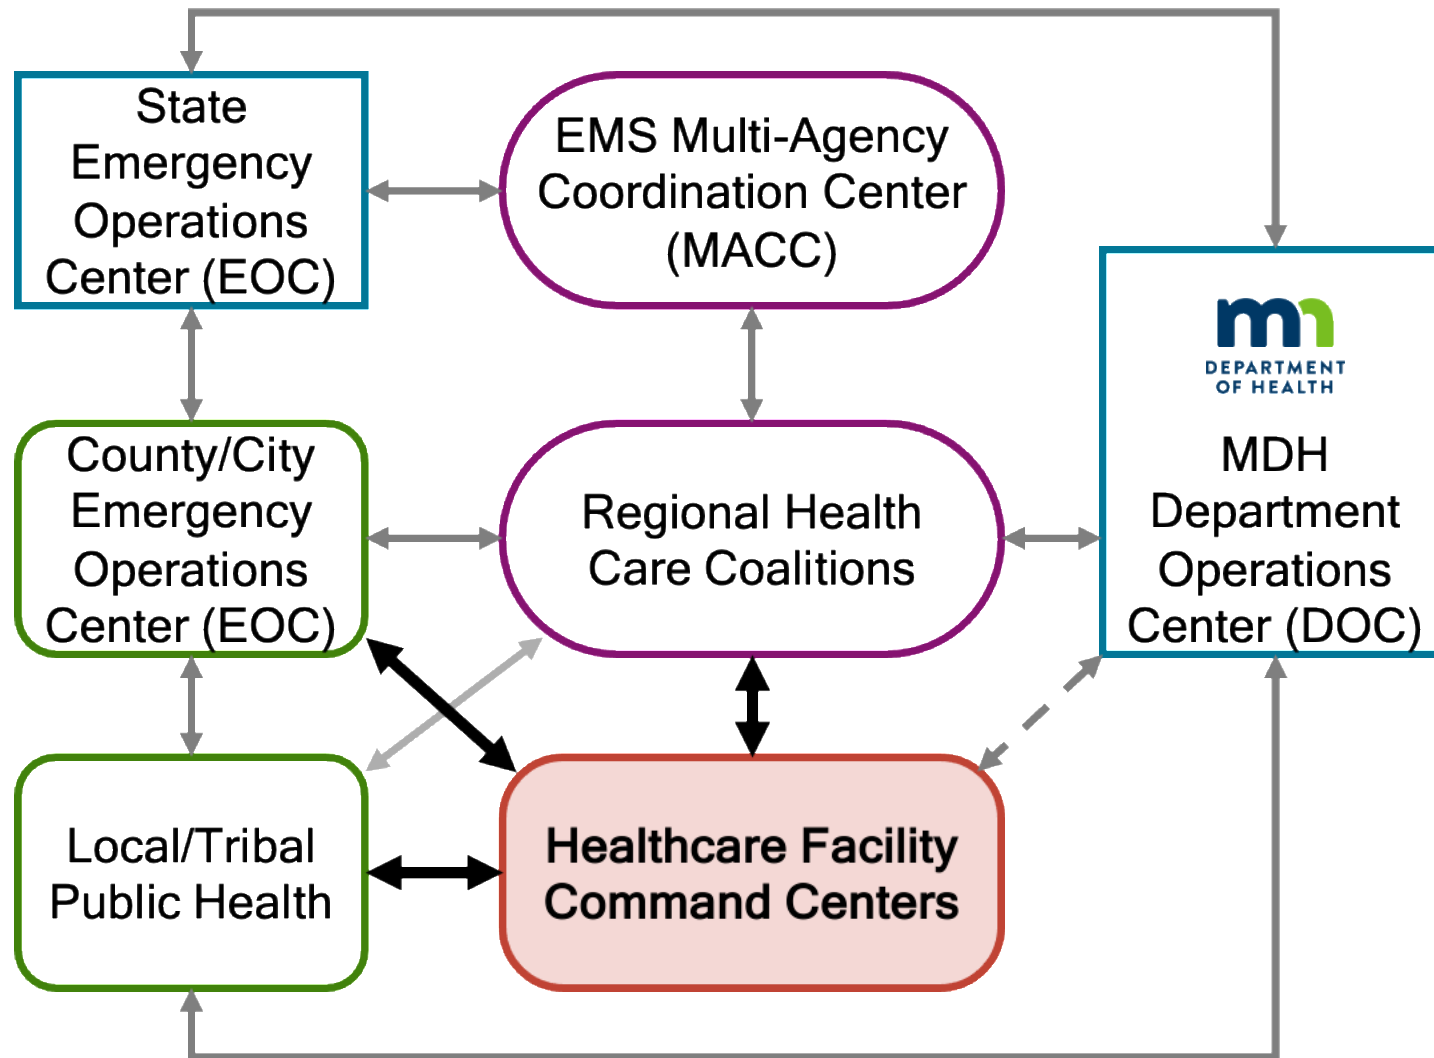 State
Emergency
Operations
Center (EOC)
EMS Multi-Agency
Coordination Center
(MACC)
mn
DEPARTMENT
OF HEALTH
MDH
Department
Operations
Center (DOC)
County/City
Emergency
Operations
Center (EOC)
Regional Health
Care Coalitions
Local/Tribal
Public Health
Healthcare Facility
Command Centers